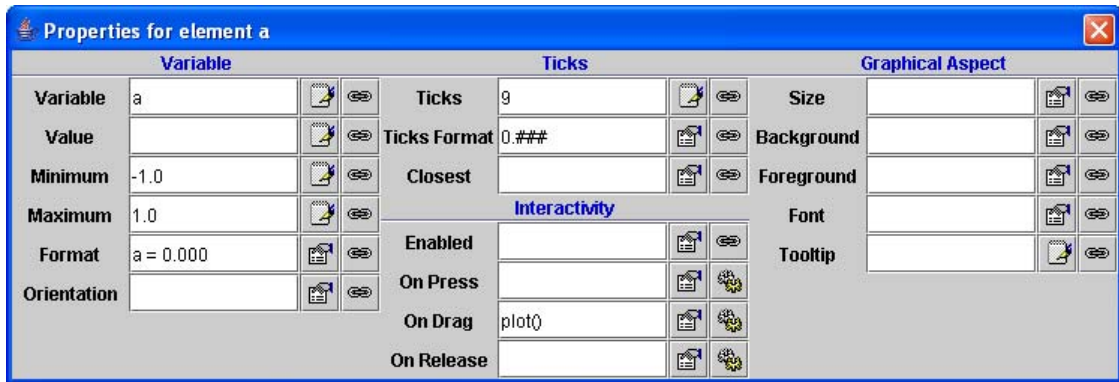 Properties for element a
Variable
Variable a
Value
Minimum -1.0
Maximum 1.0
Format a = 0.000
Orientation
Ticks
Ticks 9
Ticks Format 0.###
Closest
Interactivity
Enabled
On Press
On Drag plot()
On Release
Graphical Aspect
Size
Background
Foreground
Font
Tooltip